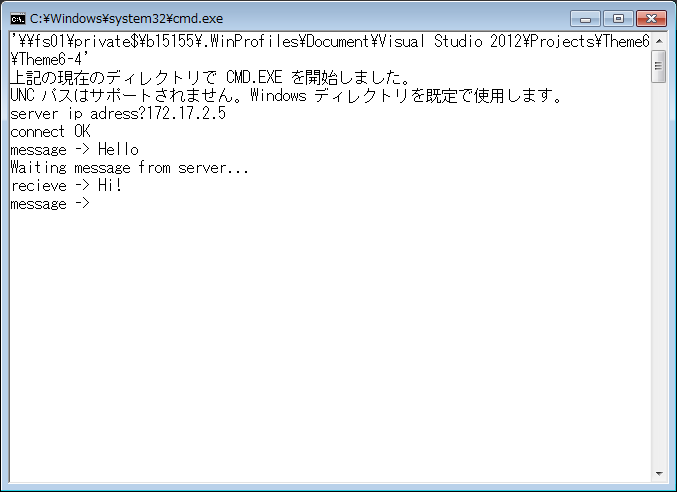 C:¥Windows¥system32¥cmd.exe
'¥¥fs01¥private$¥b15155¥.WinProfiles¥Document¥Visual Studio 2012¥Projects¥Theme6
¥Theme6-4'
上記の現在のディレクトリで CMD.EXE を開始しました。
UNC パスはサポートされません。Windows ディレクトリを既定で使用します。
server ip adress?172.17.2.5
connect OK
message -> Hello
Waiting message from server...
recieve -> Hi!
message ->